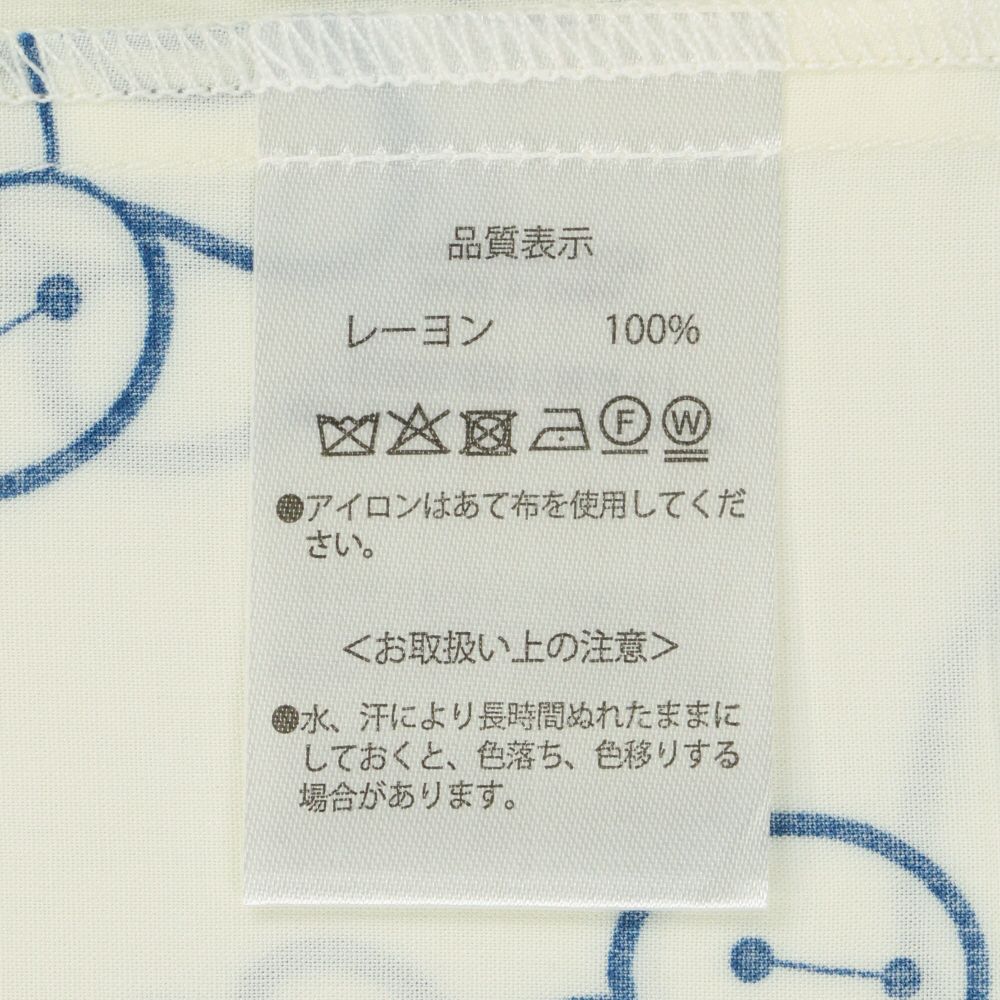 品質表示
レーヨン 100%
F W
●アイロンはあて布を使用してくだ
さい。
＜お取扱い上の注意＞
●水、汗により長時間ぬれたままに
しておくと、色落ち、色移りする
場合があります。